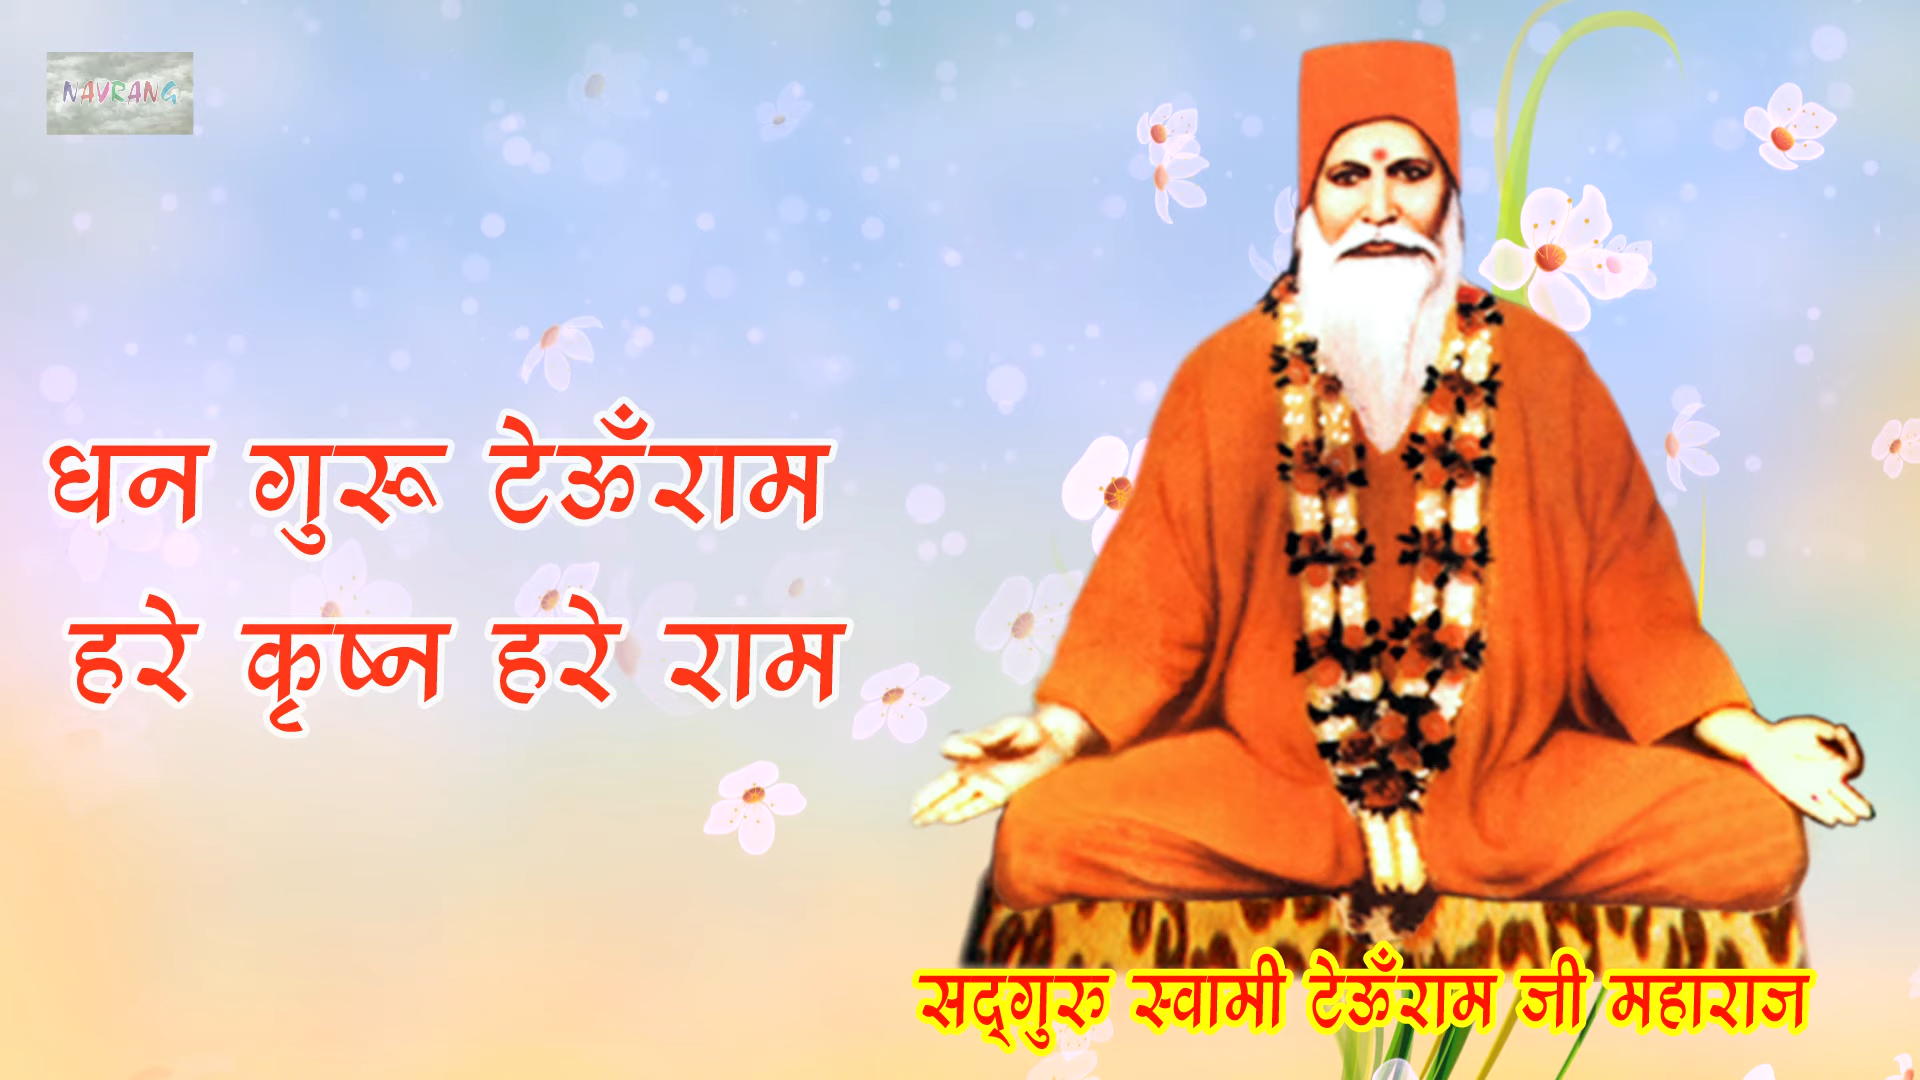 NAVRANG
धन गुरू टेऊँराम
हरे कृष्न हरे राम
सद्गुरु स्वामी टेऊँराम जी महाराज